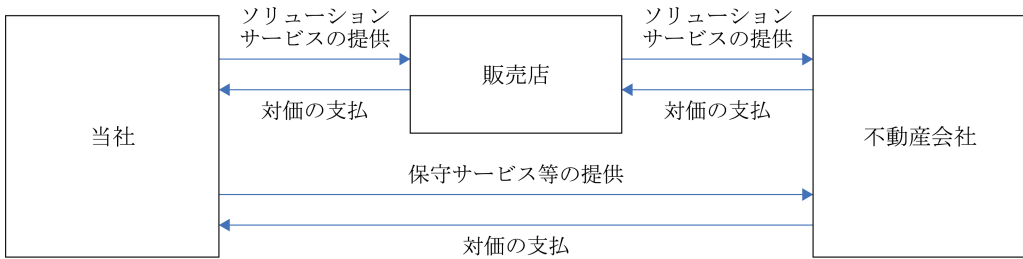 ソリューション
サービスの提供
ソリューション
サービスの提供
販売店
対価の支払
対価の支払
当社
不動産会社
保守サービス等の提供
対価の支払